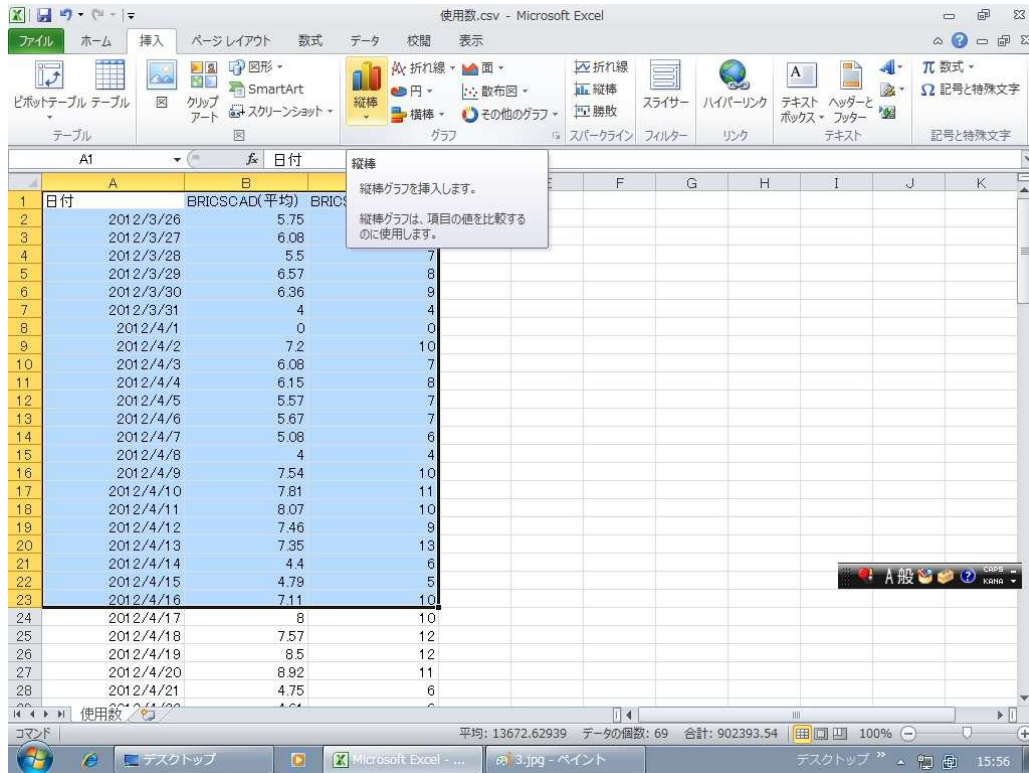 使用数.csv - Microsoft Excel
ファイル ホーム 挿入 ページ レイアウト 数式 データ 校閲 表示
ピボットテーブル テーブル 図 クリップ アート 図形 SmartArt スクリーンショット 縦棒 折れ線 面 円 散布図 横棒 その他のグラフ 折れ線 縦棒 勝敗 スライサー ハイパーリンク テキスト ボックス ヘッダーと フッター 数式 記号と特殊文字
テーブル 図 グラフ スパークライン フィルター リンク テキスト 記号と特殊文字
A1 fx 日付
縦棒
縦棒グラフを挿入します。
縦棒グラフは、項目の値を比較する
のに使用します。
A B E F G H I J K
1 日付 BRICSCAD(平均)
2 2012/3/26 5.75
3 2012/3/27 6.08
4 2012/3/28 5.5 7
5 2012/3/29 6.57 8
6 2012/3/30 6.36 9
7 2012/3/31 4 4
8 2012/4/1 0 0
9 2012/4/2 7.2 10
10 2012/4/3 6.08 7
11 2012/4/4 6.15 8
12 2012/4/5 5.57 7
13 2012/4/6 5.67 7
14 2012/4/7 5.08 6
15 2012/4/8 4 4
16 2012/4/9 7.54 10
17 2012/4/10 7.81 11
18 2012/4/11 8.07 10
19 2012/4/12 7.46 9
20 2012/4/13 7.35 13
21 2012/4/14 4.4 6
22 2012/4/15 4.79 5
23 2012/4/16 7.11 10
24 2012/4/17 8 10
25 2012/4/18 7.57 12
26 2012/4/19 8.5 12
27 2012/4/20 8.92 11
28 2012/4/21 4.75 6
A 般 CAPS KANA
使用数
コマンド 平均: 13672.62939 データの個数: 69 合計: 902393.54 100%
デスクトップ Microsoft Excel - ... 3.jpg - ペイント デスクトップ 15:56